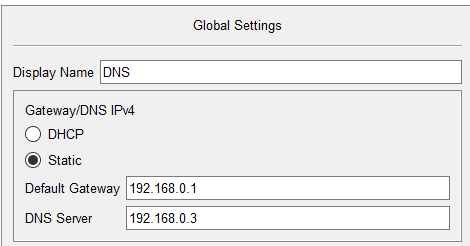 Global Settings
Display Name DNS
Gateway/DNS IPv4
DHCP
Static
Default Gateway 192.168.0.1
DNS Server 192.168.0.3